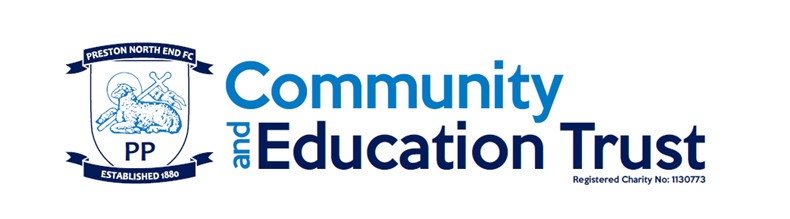 PRESTON NORTH END FC
PP
ESTABLISHED 1880
Community
and Education Trust
Registered Charity No: 1130773